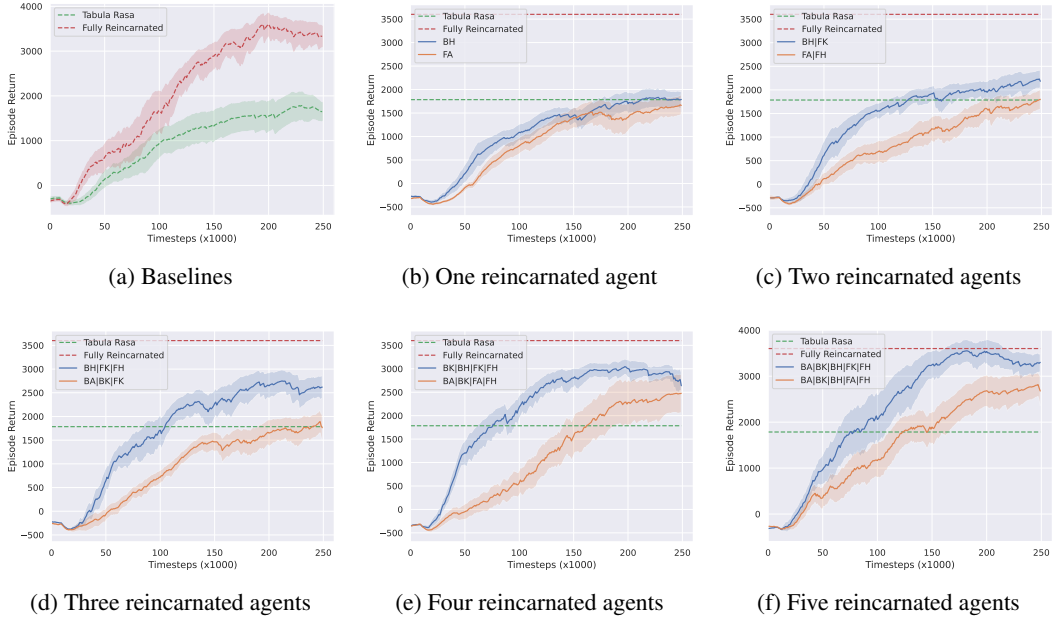 Tabula Rasa
Fully Reincarnated
Episode Return
4000
3000
2000
1000
0
0 50 100 150 200 250
Timesteps (x1000)
(a) Baselines
Tabula Rasa
Fully Reincarnated
BH
FA
Episode Return
3500
3000
2500
2000
1500
1000
500
0
−500
0 50 100 150 200 250
Timesteps (x1000)
(b) One reincarnated agent
Tabula Rasa
Fully Reincarnated
BH|FK
FA|FH
Episode Return
3500
3000
2500
2000
1500
1000
500
0
−500
0 50 100 150 200 250
Timesteps (x1000)
(c) Two reincarnated agents
Tabula Rasa
Fully Reincarnated
BH|FK|FH
BA|BK|FK
Episode Return
3500
3000
2500
2000
1500
1000
500
0
−500
0 50 100 150 200 250
Timesteps (x1000)
(d) Three reincarnated agents
Tabula Rasa
Fully Reincarnated
BK|BH|FK|FH
BA|BK|FA|FH
Episode Return
3500
3000
2500
2000
1500
1000
500
0
−500
0 50 100 150 200 250
Timesteps (x1000)
(e) Four reincarnated agents
Tabula Rasa
Fully Reincarnated
BA|BK|BH|FK|FH
BA|BK|BH|FA|FH
Episode Return
4000
3000
2000
1000
0
0 50 100 150 200 250
Timesteps (x1000)
(f) Five reincarnated agents